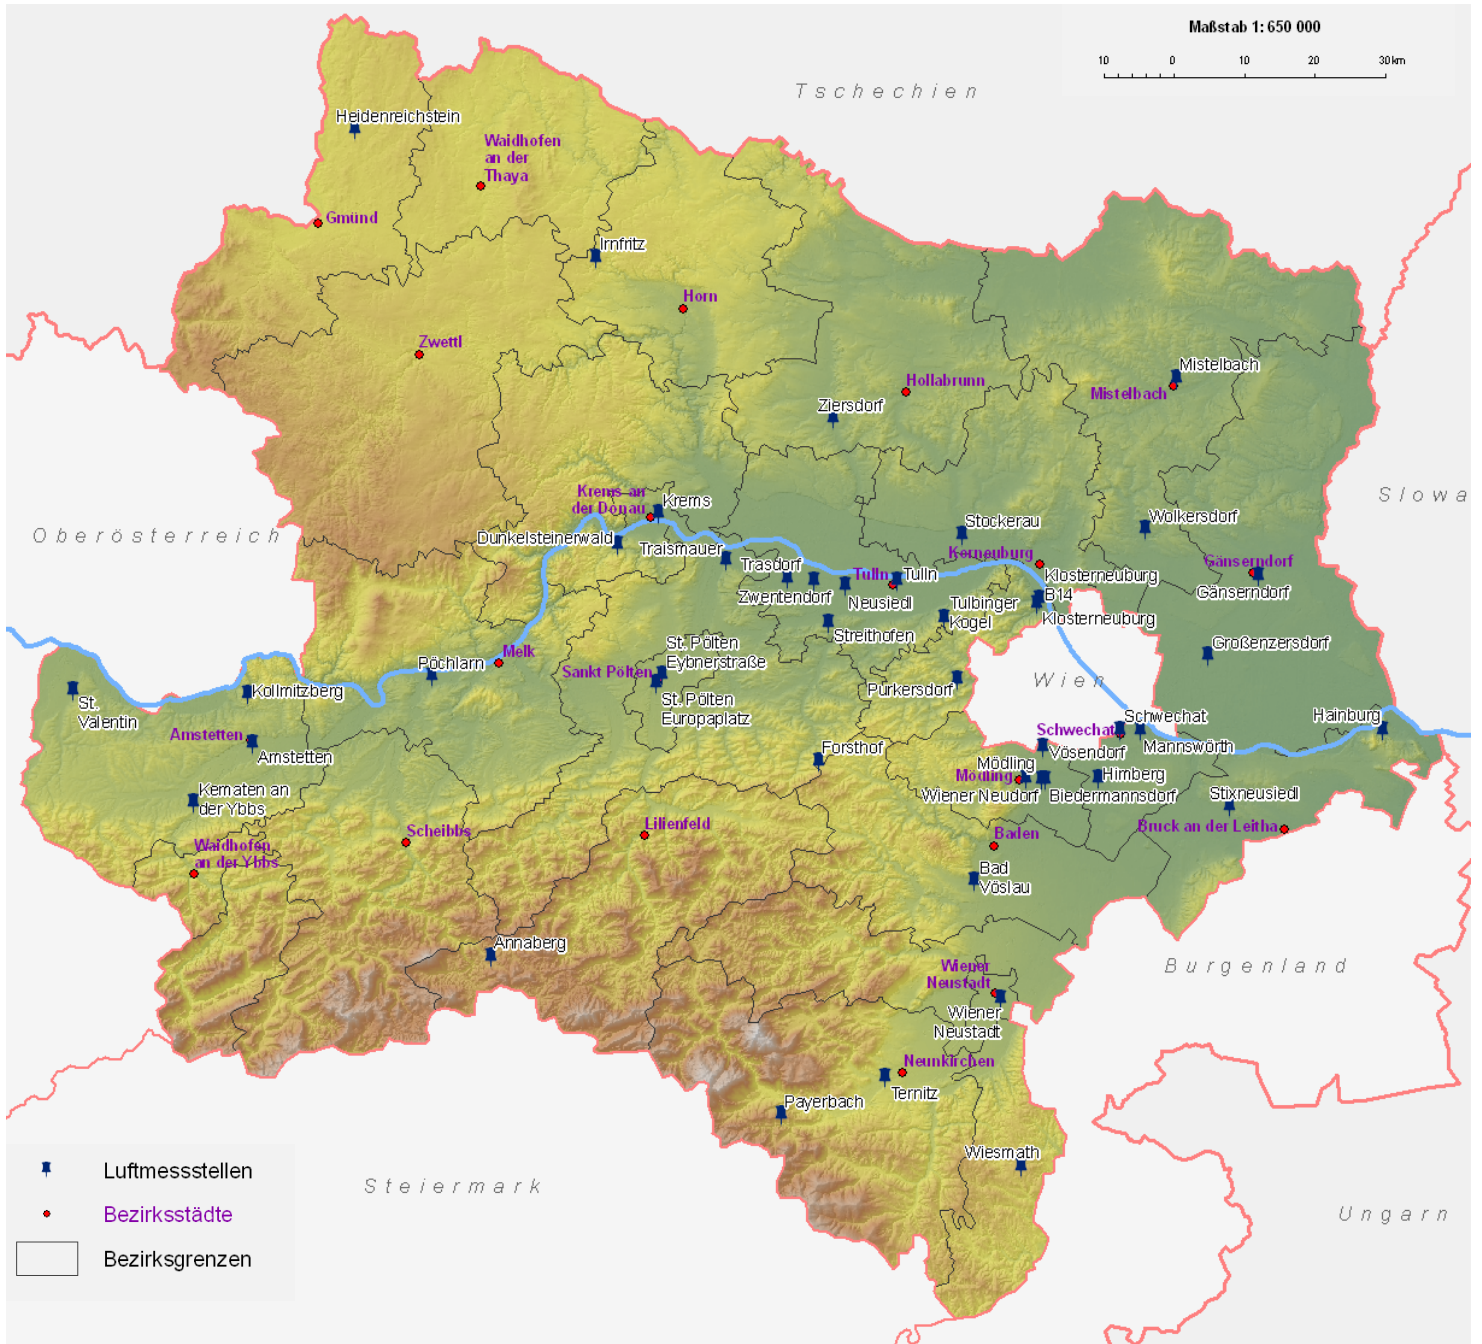 Maßstab 1: 650 000
10 0 10 20 30 km
Tschechien
Heidenreichstein
Waidhofen
an der
Thaya
Gmünd
Irnfritz
Horn
Zwettl
Mistelbach
Mistelbach
Hollabrunn
Ziersdorf
Slowa
Krems an
der Donau
Krems
Oberösterreich
Dunkelsteinerwald
Traismauer
Trasdorf
Zwentendorf
Stockerau
Wolkersdorf
Korneuburg
Gänserndorf
Gänserndorf
Tulln
Tulln
Neusiedl
Klosterneuburg
B14
Klosterneuburg
Tulbinger
Kogel
Streithofen
St. Pölten
Eybnerstraße
Großenzersdorf
Melk
Pöchlarn
Sankt Pölten
St. Pölten
Europaplatz
Purkersdorf
Wien
Kollmitzberg
St.
Valentin
Amstetten
Amstetten
Schwechat
Schwechat
Mannswörth
Hainburg
Vösendorf
Forsthof
Mödling
Mödling
Wiener Neudorf
Biedermannsdorf
Himberg
Kematen an
der Ybbs
Stixneusiedl
Bruck an der Leitha
Scheibbs
Lilienfeld
Baden
Waidhofen
an der Ybbs
Bad
Vöslau
Annaberg
Burgenland
Wiener
Neustadt
Wiener
Neustadt
Neunkirchen
Ternitz
Payerbach
Wiesmath
Steiermark
Ungarn
Luftmessstellen
Bezirksstädte
Bezirksgrenzen